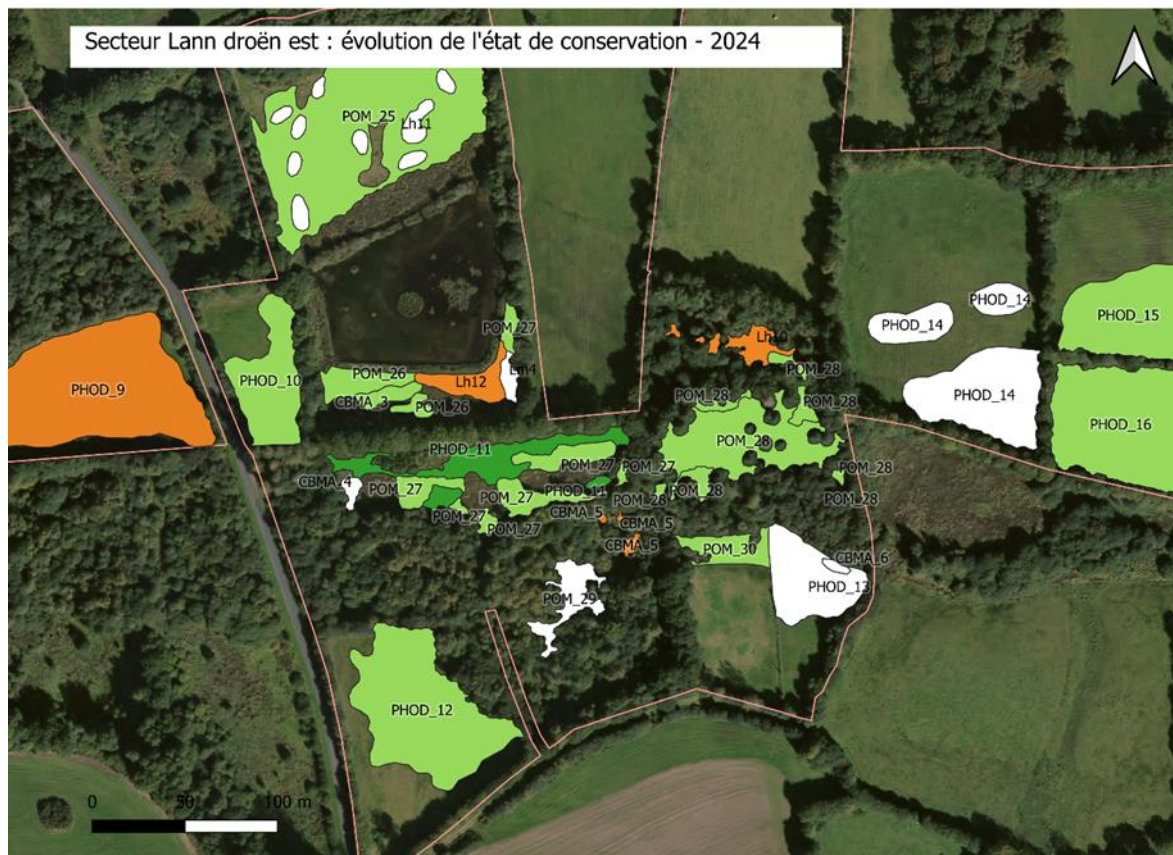 Secteur Lann droën est : évolution de l'état de conservation - 2024
POM_25
Lh11
PHOD_14
PHOD_14
PHOD_15
POM_27
Lh10
PHOD_9
PHOD_10
POM_26
Lh12
Lm4
POM_28
PHOD_14
CBMA_3
POM_26
POM_28
POM_28
PHOD_16
PHOD_11
POM_28
POM_27
POM_27
POM_28
CBMA_4
POM_27
POM_27
PHOD_11
POM_28
POM_28
POM_28
CBMA_5
POM_27
POM_27
CBMA_5
CBMA_5
POM_30
CBMA_6
PHOD_13
POM_29
PHOD_12
0 50 100 m